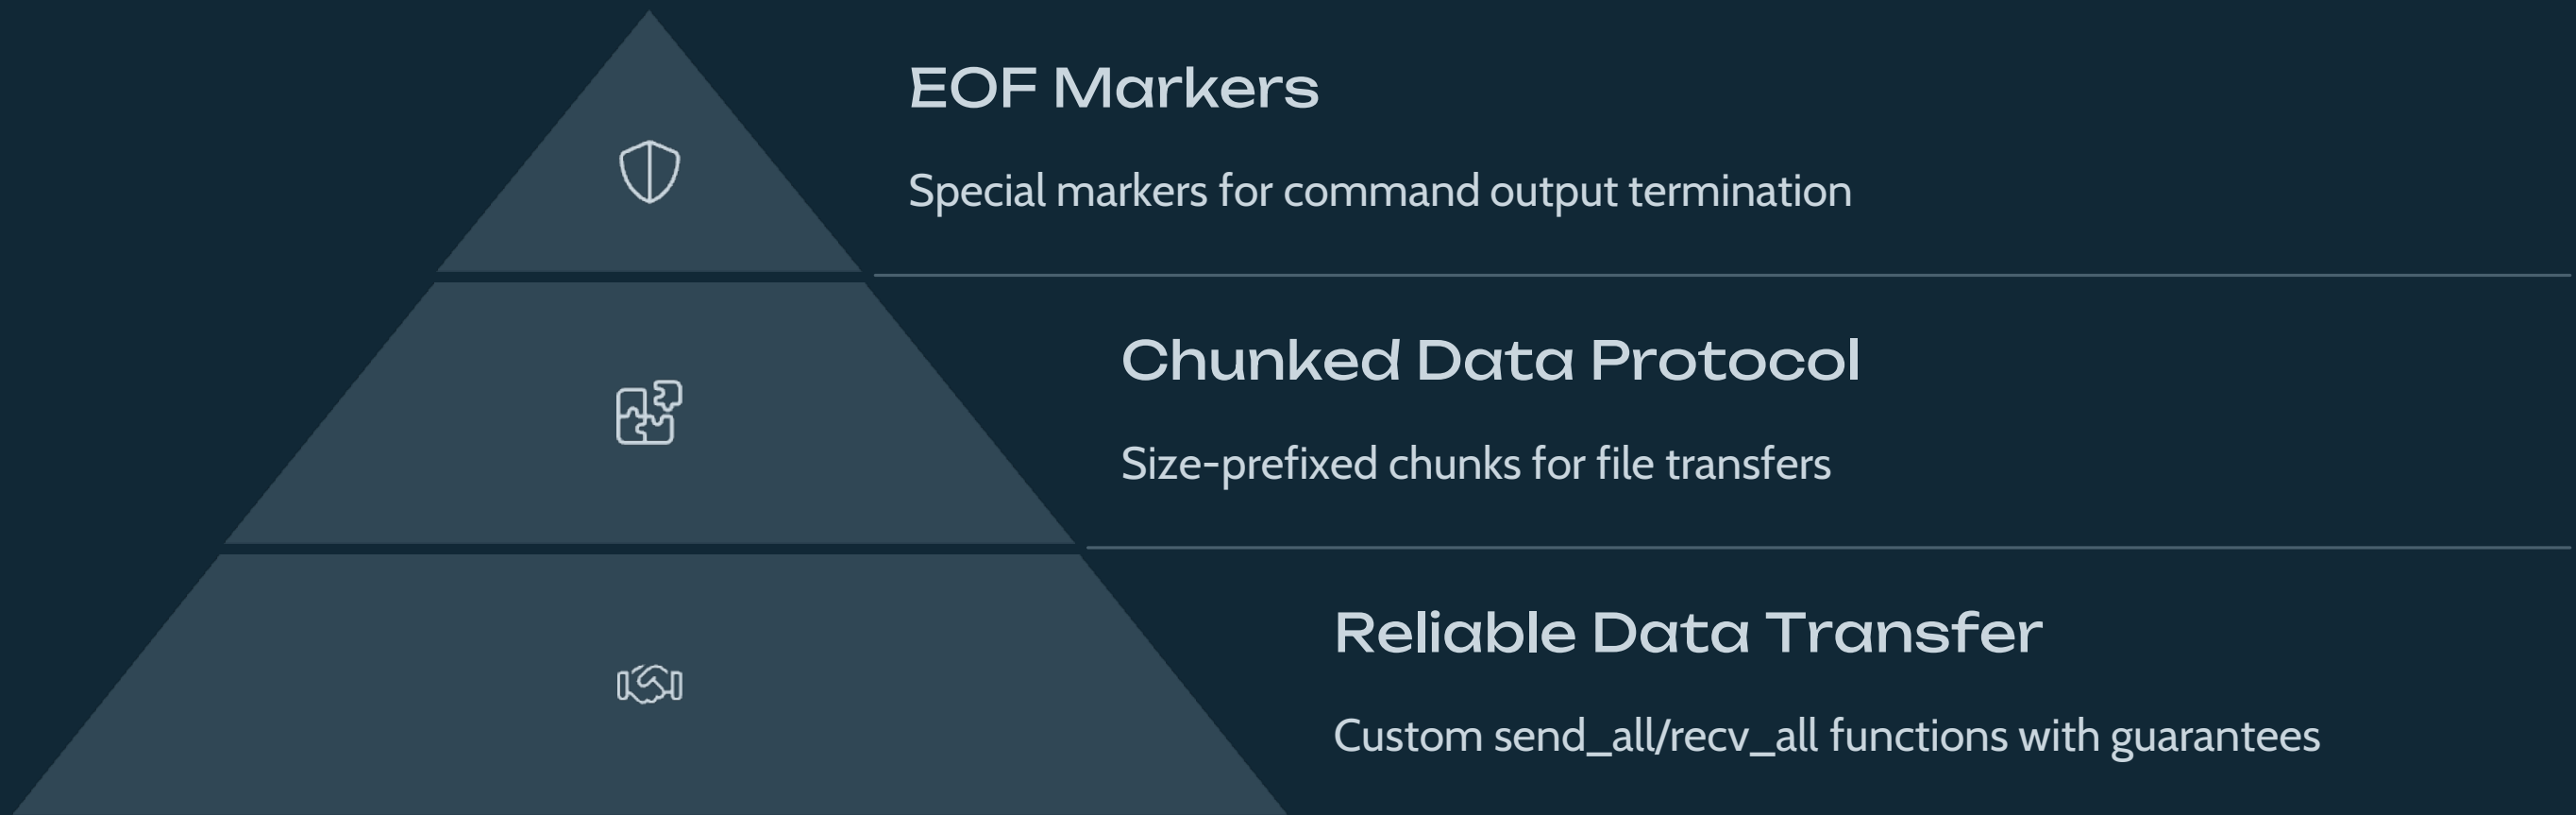 EOF Markers
Special markers for command output termination
Chunked Data Protocol
Size-prefixed chunks for file transfers
Reliable Data Transfer
Custom send_all/recv_all functions with guarantees